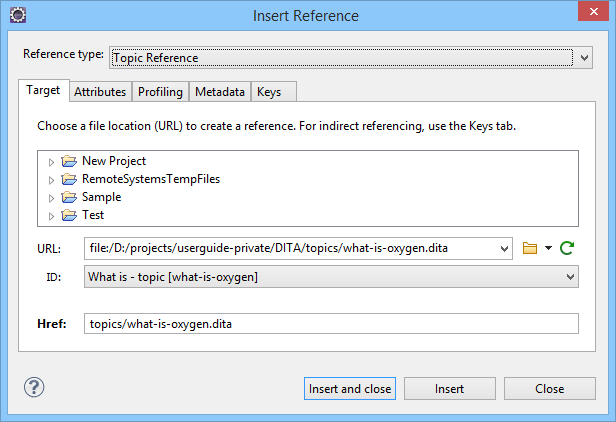 Insert Reference
Reference type: Topic Reference
Target Attributes Profiling Metadata Keys
Choose a file location (URL) to create a reference. For indirect referencing, use the Keys tab.
New Project
RemoteSystemsTempFiles
Sample
Test
URL: file:/D:/projects/userguide-private/DITA/topics/what-is-oxygen.dita
ID: What is - topic [what-is-oxygen]
Href: topics/what-is-oxygen.dita
? Insert and close Insert Close